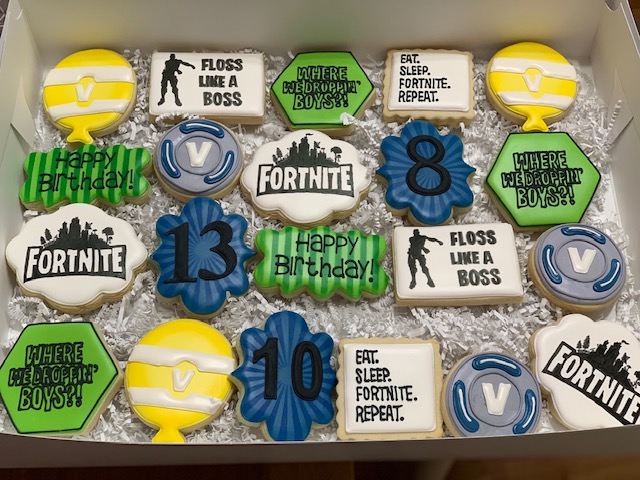 V
FLOSS
LIKE A
BOSS
WHERE
WE DROPPIN'
BOYS?!
EAT.
SLEEP.
FORTNITE.
REPEAT.
V
Happy
Birthday!
V
FORTNITE
8
WHERE
WE DROPPIN'
BOYS?!
FORTNITE
13
Happy
Birthday!
FLOSS
LIKE A
BOSS
V
WHERE
WE DROPPIN'
BOYS?!
V
10
EAT.
SLEEP.
FORTNITE.
REPEAT.
V
FORTNITE